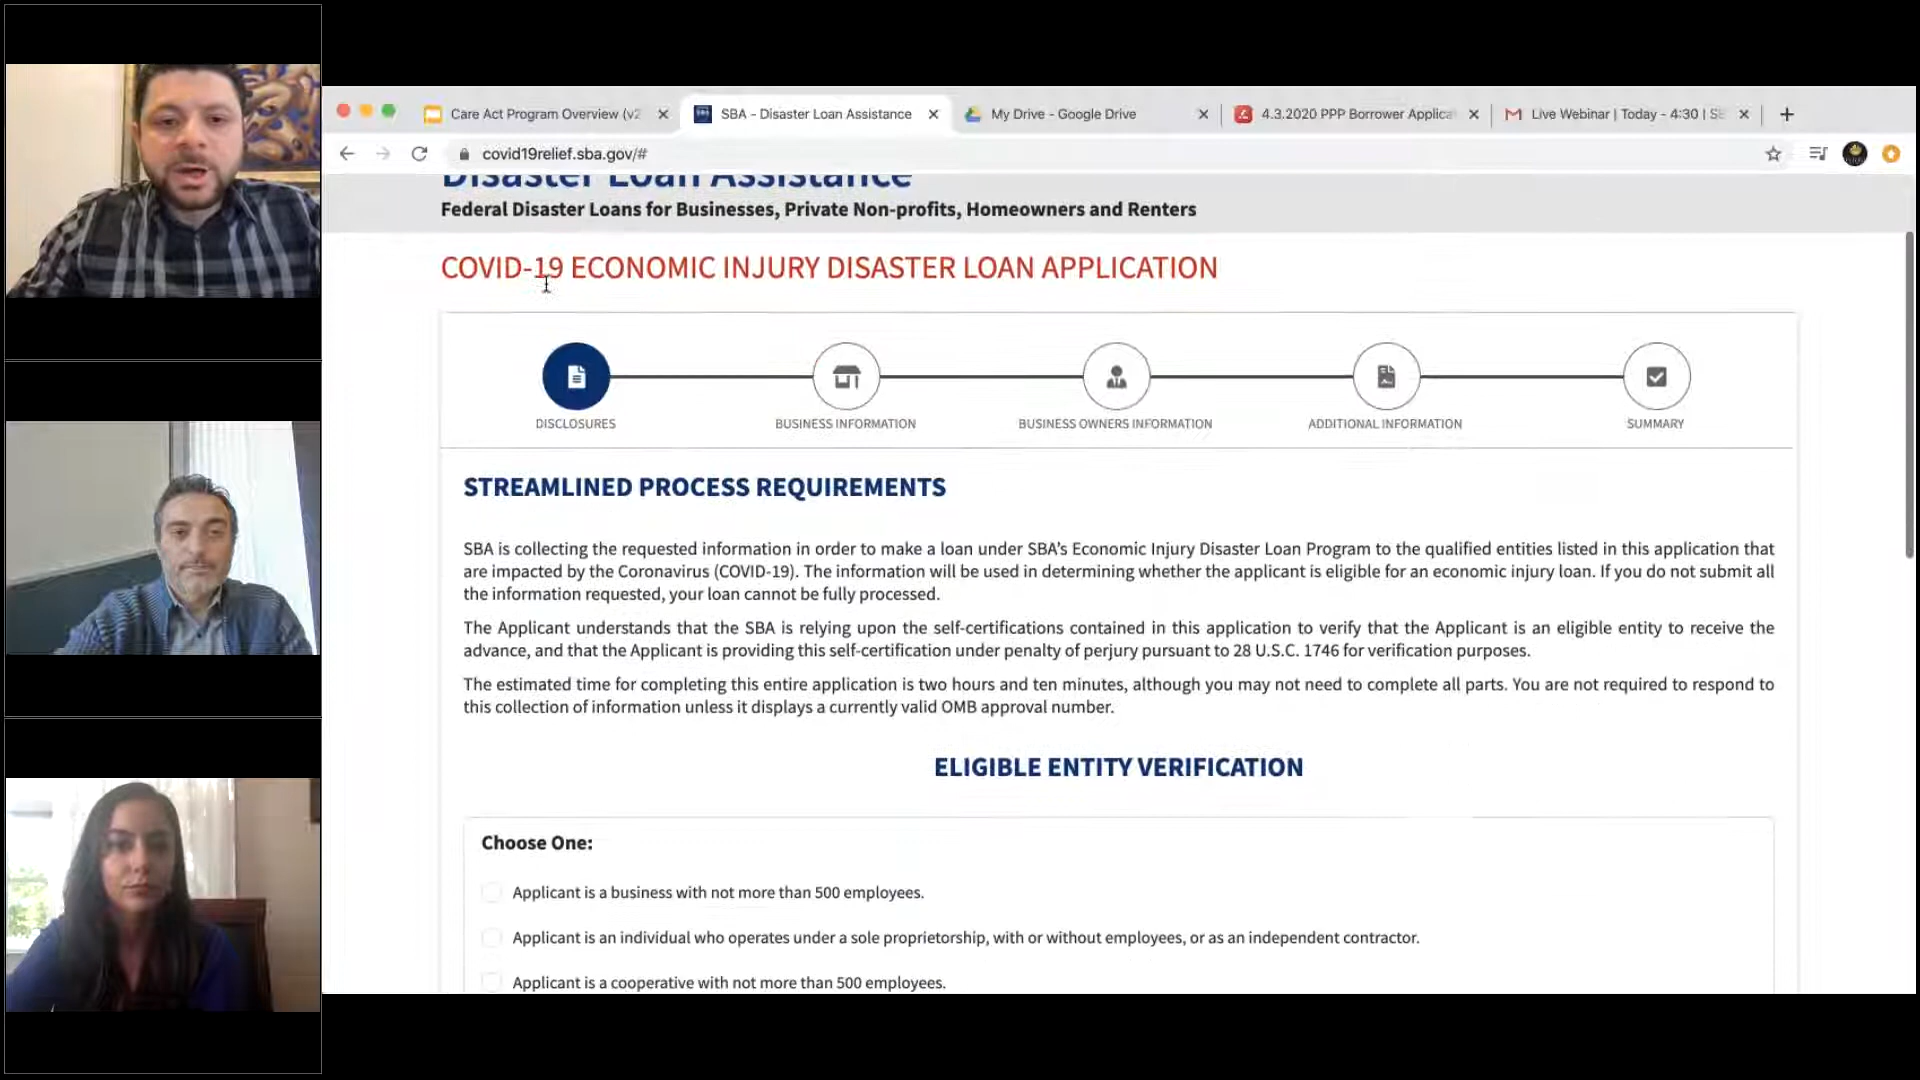 Care Act Program Overview (v2
SBA - Disaster Loan Assistance
My Drive - Google Drive
4.3.2020 PPP Borrower Applica
Live Webinar | Today - 4:30 | SE
covid19relief.sba.gov/#
Disaster Loan Assistance
Federal Disaster Loans for Businesses, Private Non-profits, Homeowners and Renters
COVID-19 ECONOMIC INJURY DISASTER LOAN APPLICATION
DISCLOSURES
BUSINESS INFORMATION
BUSINESS OWNERS INFORMATION
ADDITIONAL INFORMATION
SUMMARY
STREAMLINED PROCESS REQUIREMENTS
SBA is collecting the requested information in order to make a loan under SBA's Economic Injury Disaster Loan Program to the qualified entities listed in this application that
are impacted by the Coronavirus (COVID-19). The information will be used in determining whether the applicant is eligible for an economic injury loan. If you do not submit all
the information requested, your loan cannot be fully processed.
The Applicant understands that the SBA is relying upon the self-certifications contained in this application to verify that the Applicant is an eligible entity to receive the
advance, and that the Applicant is providing this self-certification under penalty of perjury pursuant to 28 U.S.C. 1746 for verification purposes.
The estimated time for completing this entire application is two hours and ten minutes, although you may not need to complete all parts. You are not required to respond to
this collection of information unless it displays a currently valid OMB approval number.
ELIGIBLE ENTITY VERIFICATION
Choose One:
Applicant is a business with not more than 500 employees.
Applicant is an individual who operates under a sole proprietorship, with or without employees, or as an independent contractor.
Applicant is a cooperative with not more than 500 employees.